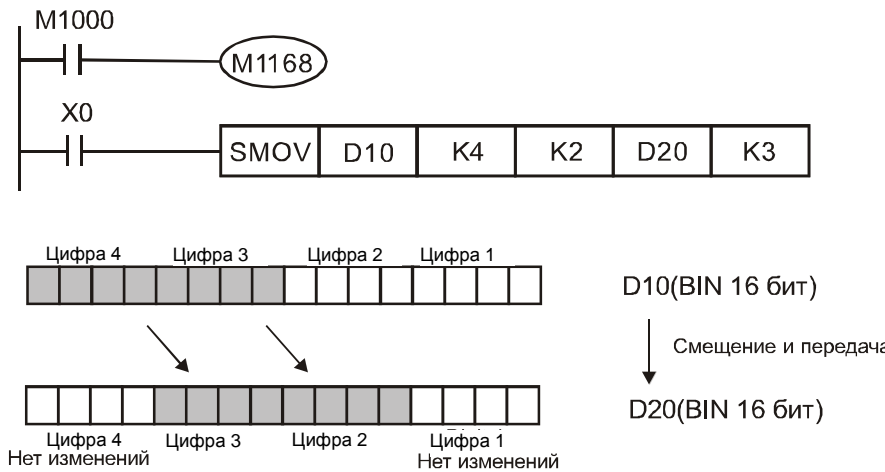 M1000
M1168
X0
SMOV D10 K4 K2 D20 K3
Цифра 4 Цифра 3 Цифра 2 Цифра 1
D10(BIN 16 бит)
Смещение и передача
D20(BIN 16 бит)
Цифра 4 Цифра 3 Цифра 2 Цифра 1
Нет изменений Нет изменений